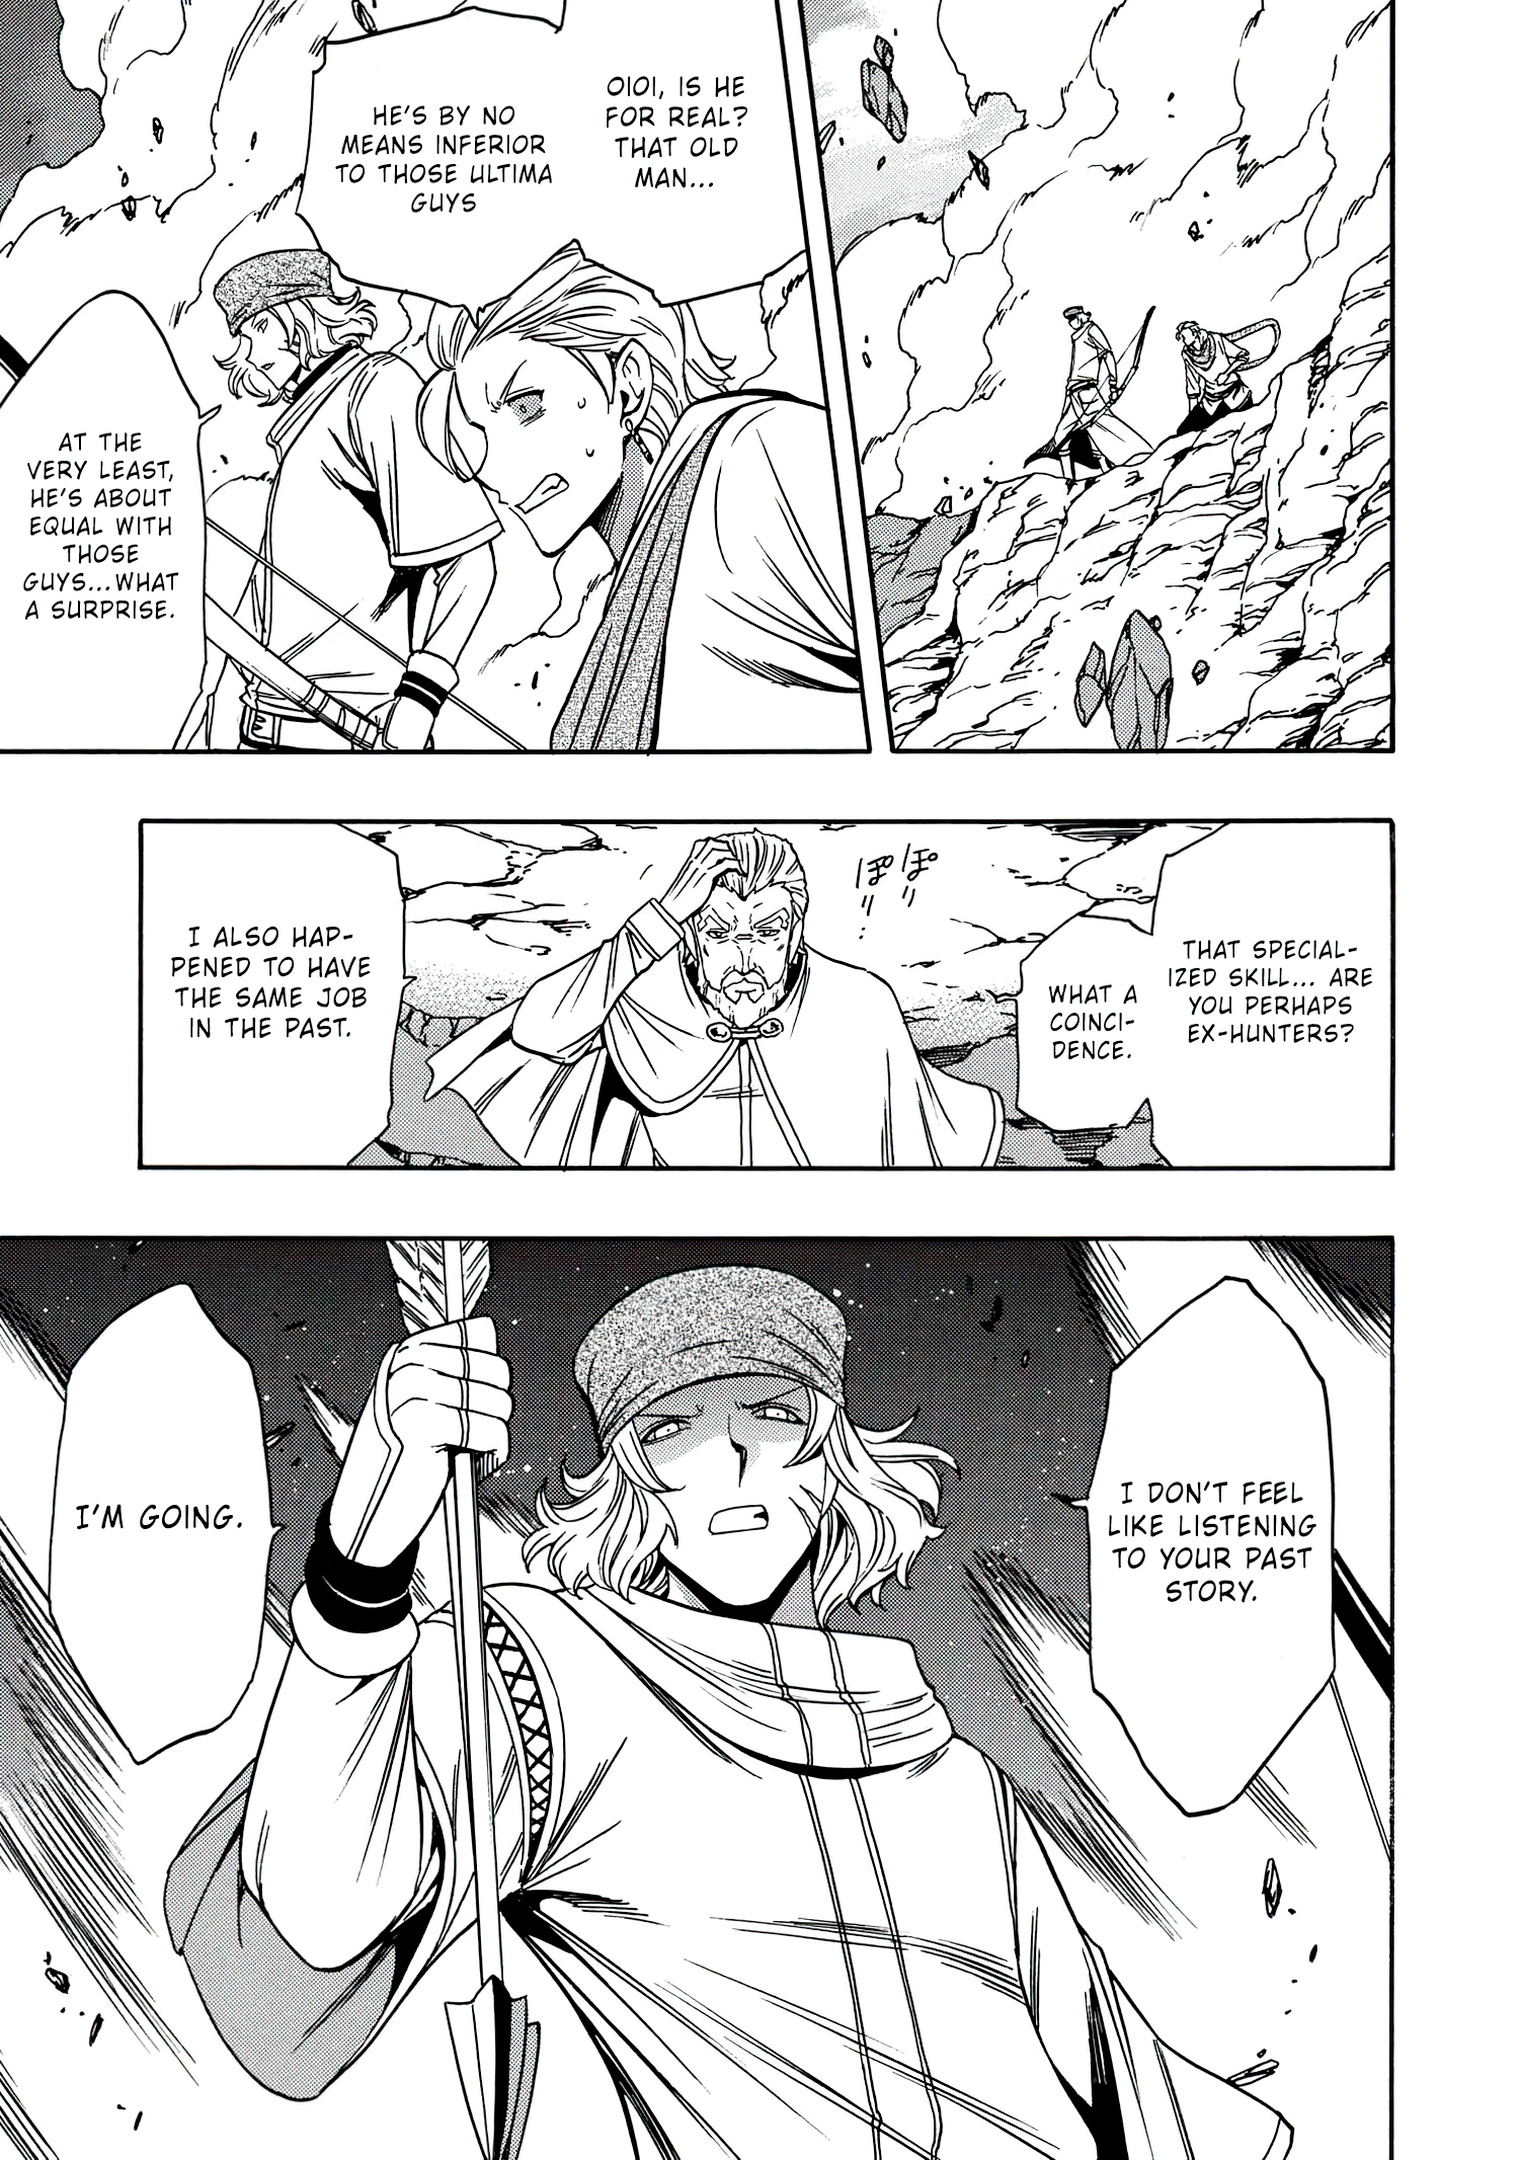 OIOI, IS HE
FOR REAL?
THAT OLD
MAN...
HE'S BY NO
MEANS INFERIOR
TO THOSE ULTIMA
GUYS
AT THE
VERY LEAST,
HE'S ABOUT
EQUAL WITH
THOSE
GUYS...WHAT
A SURPRISE.
THAT SPECIAL-
IZED SKILL... ARE
YOU PERHAPS
EX-HUNTERS?
WHAT A
COINCI-
DENCE.
ぽりぽり…
I ALSO HAP-
PENED TO HAVE
THE SAME JOB
IN THE PAST.
I DON'T FEEL
LIKE LISTENING
TO YOUR PAST
STORY.
I'M GOING.